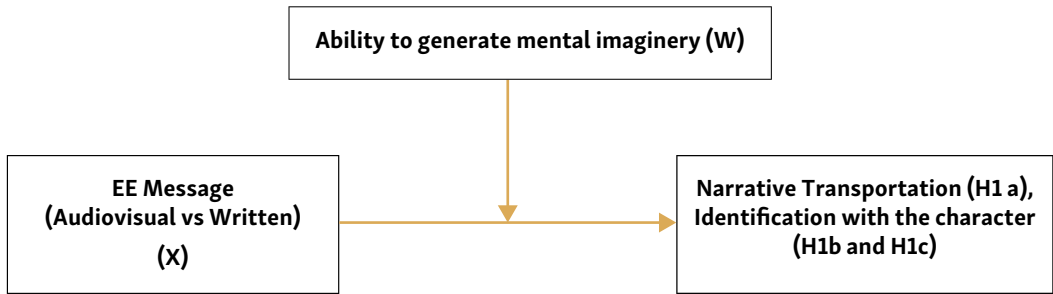 Ability to generate mental imaginery (W)
EE Message
(Audiovisual vs Written)
(X)
Narrative Transportation (H1 a),
Identification with the character
(H1b and H1c)